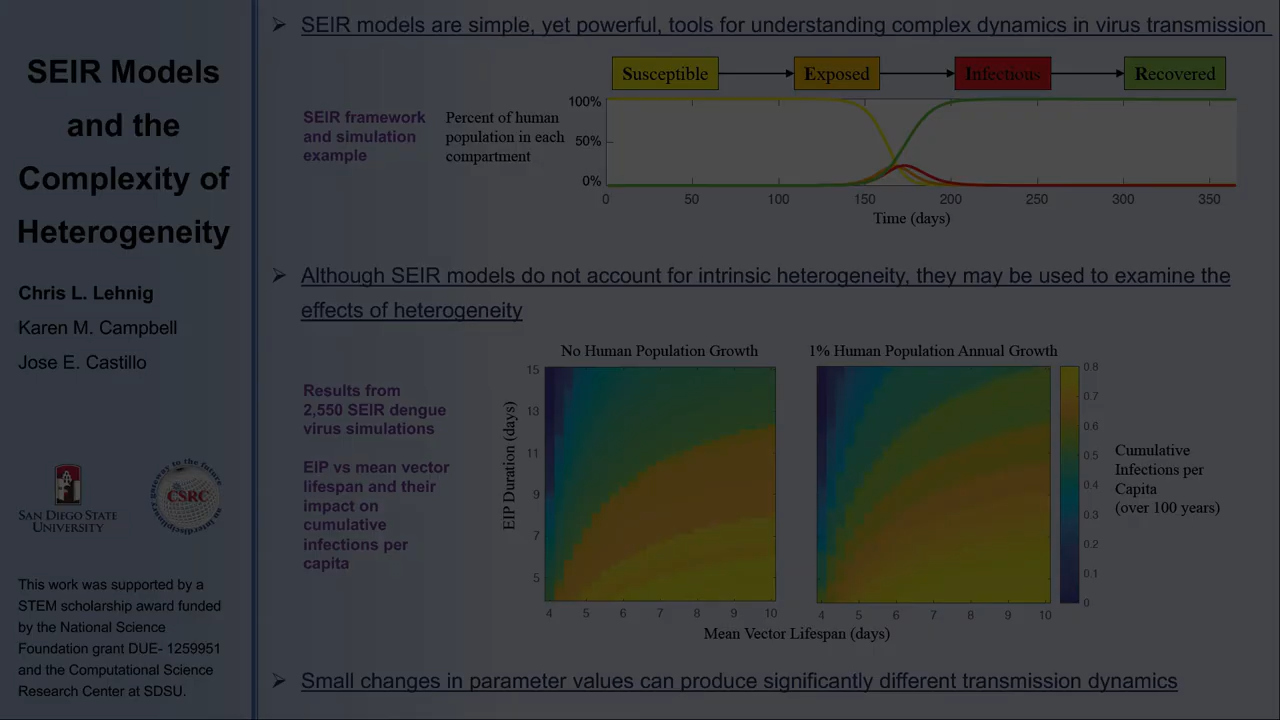 SEIR Models
and the
Complexity of
Heterogeneity
Chris L. Lehnig
Karen M. Campbell
Jose E. Castillo
SAN DIEGO STATE
UNIVERSITY
gateway to the future
CSRC
an interdisciplinary
This work was supported by a
STEM scholarship award funded
by the National Science
Foundation grant DUE- 1259951
and the Computational Science
Research Center at SDSU.
➢ SEIR models are simple, yet powerful, tools for understanding complex dynamics in virus transmission
Susceptible
Exposed
Infectious
Recovered
SEIR framework
and simulation
example
Percent of human
population in each
compartment
100%
50%
0%
0 50 100 150 200 250 300 350
Time (days)
➢ Although SEIR models do not account for intrinsic heterogeneity, they may be used to examine the
effects of heterogeneity
Results from
2,550 SEIR dengue
virus simulations
EIP vs mean vector
lifespan and their
impact on
cumulative
infections per
capita
No Human Population Growth
1% Human Population Annual Growth
EIP Duration (days)
15
13
11
9
7
5
4 5 6 7 8 9 10
4 5 6 7 8 9 10
Mean Vector Lifespan (days)
0.8
0.7
0.6
0.5
0.4
0.3
0.2
0.1
0
Cumulative
Infections per
Capita
(over 100 years)
➢ Small changes in parameter values can produce significantly different transmission dynamics